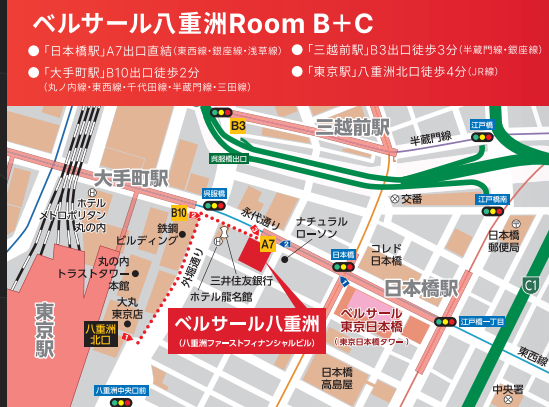 ベルサール八重洲Room B+C
●「日本橋駅」A7出口直結(東西線・銀座線・浅草線)
●「三越前駅」B3出口徒歩3分(半蔵門線・銀座線)
●「大手町駅」B10出口徒歩2分
(丸ノ内線・東西線・千代田線・半蔵門線・三田線)
●「東京駅」八重洲北口徒歩4分(JR線)
B3
三越前駅
半蔵門線
江戸橋
呉服橋出口
大手町駅
ホテル
メトロポリタン
丸の内
呉服橋
交番
江戸橋南
B10
2
永代通り
ナチュラル
ローソン
日本橋
郵便局
鉄鋼
ビルディング
3
A7
2
日本橋
コレド
日本橋
外堀通り
丸の内
トラストタワー
本館
三井住友銀行
ホテル龍名館
1
日本橋駅
C1
東京駅
大丸
東京店
八重洲
北口
1
ベルサール八重洲
(八重洲ファーストフィナンシャルビル)
ベルサール
東京日本橋
(東京日本橋タワー)
江戸橋一丁目
東西線
日本橋
高島屋
中央署
八重洲中央口前